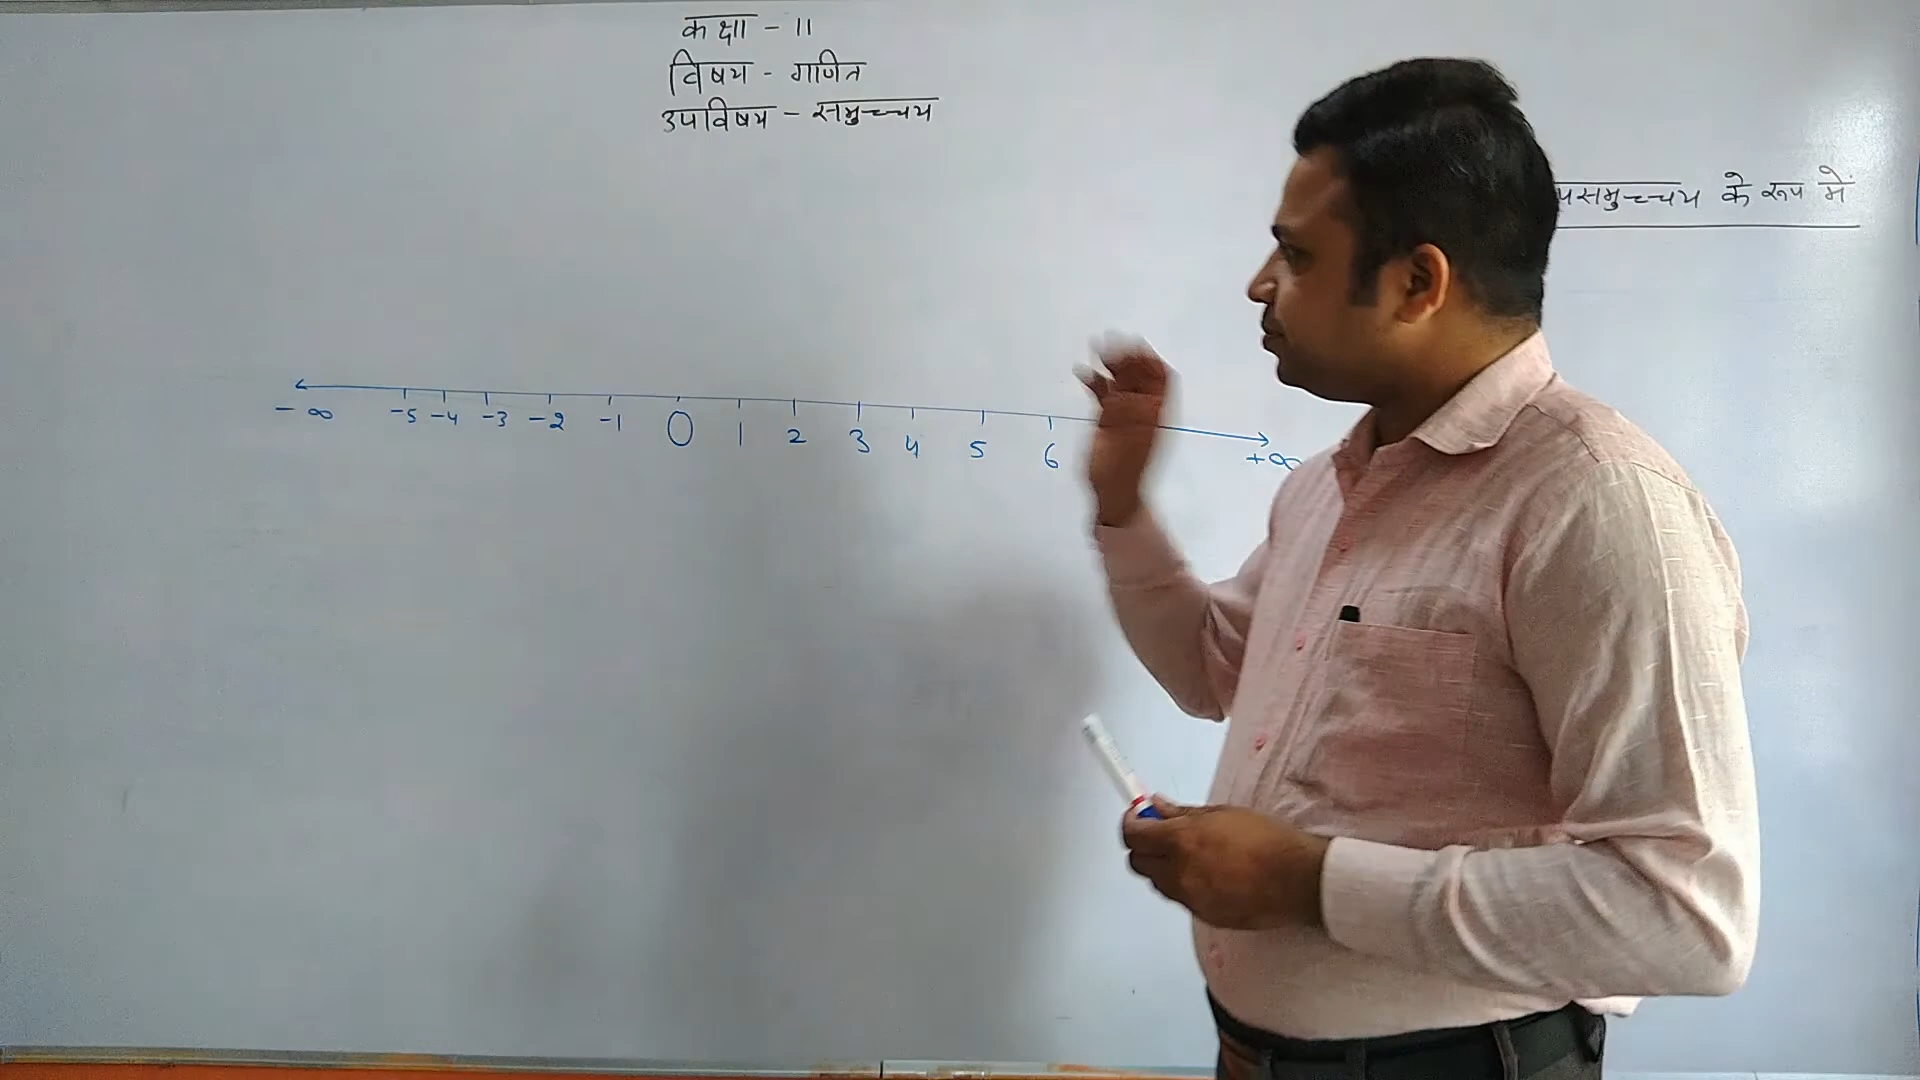 कक्षा - 11
विषय - गणित
उपविषय - समुच्चय
पसमुच्चय के रूप में
- ∞ -5 -4 -3 -2 -1 0 1 2 3 4 5 6 +∞